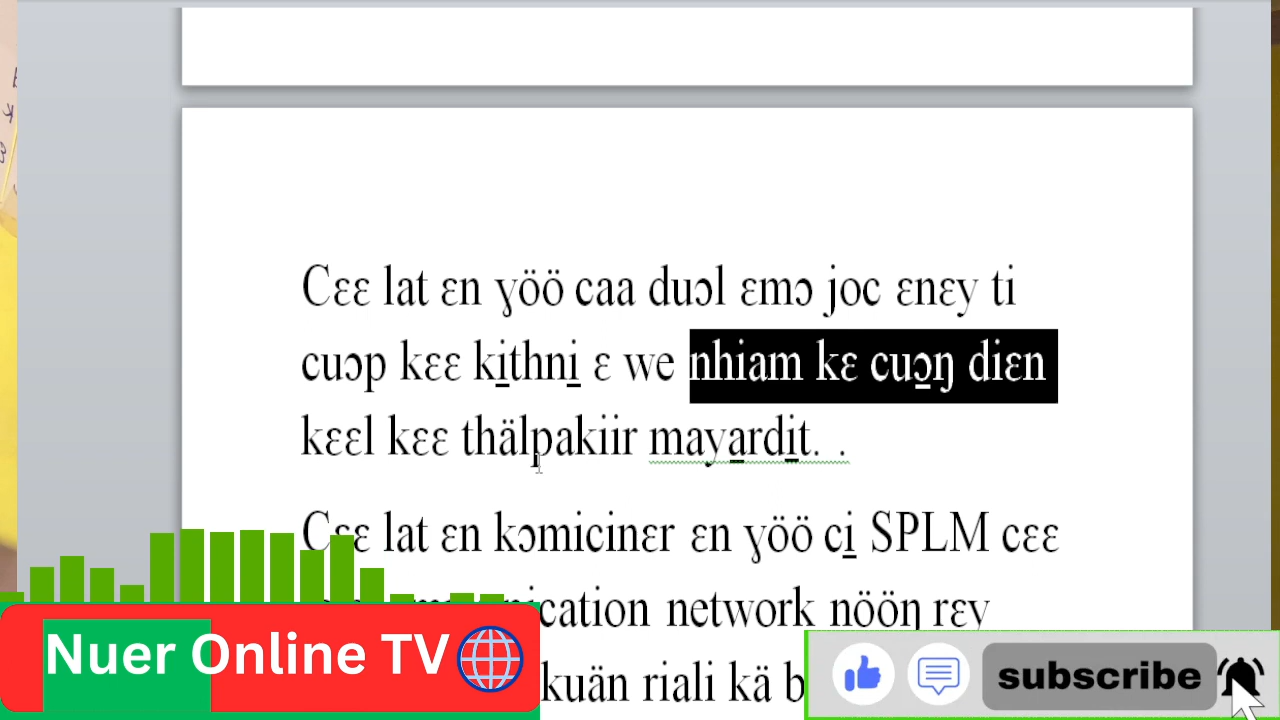 Cɛɛ lat ɛn ɣöö caa duɔl ɛmɔ joc ɛnɛy ti
cuɔp kɛɛ ki̱thni̱ ɛ we nhiam kɛ cuɔ̱ŋ diɛn
kɛɛl kɛɛ thälpakiir maya̱rdi̱t. .
Cɛɛ lat ɛn kɔmicinɛr ɛn ɣöö ci̱ SPLM cɛɛ
network nööŋ rɛy
kuän riali kä
Nuer Online TV
subscribe